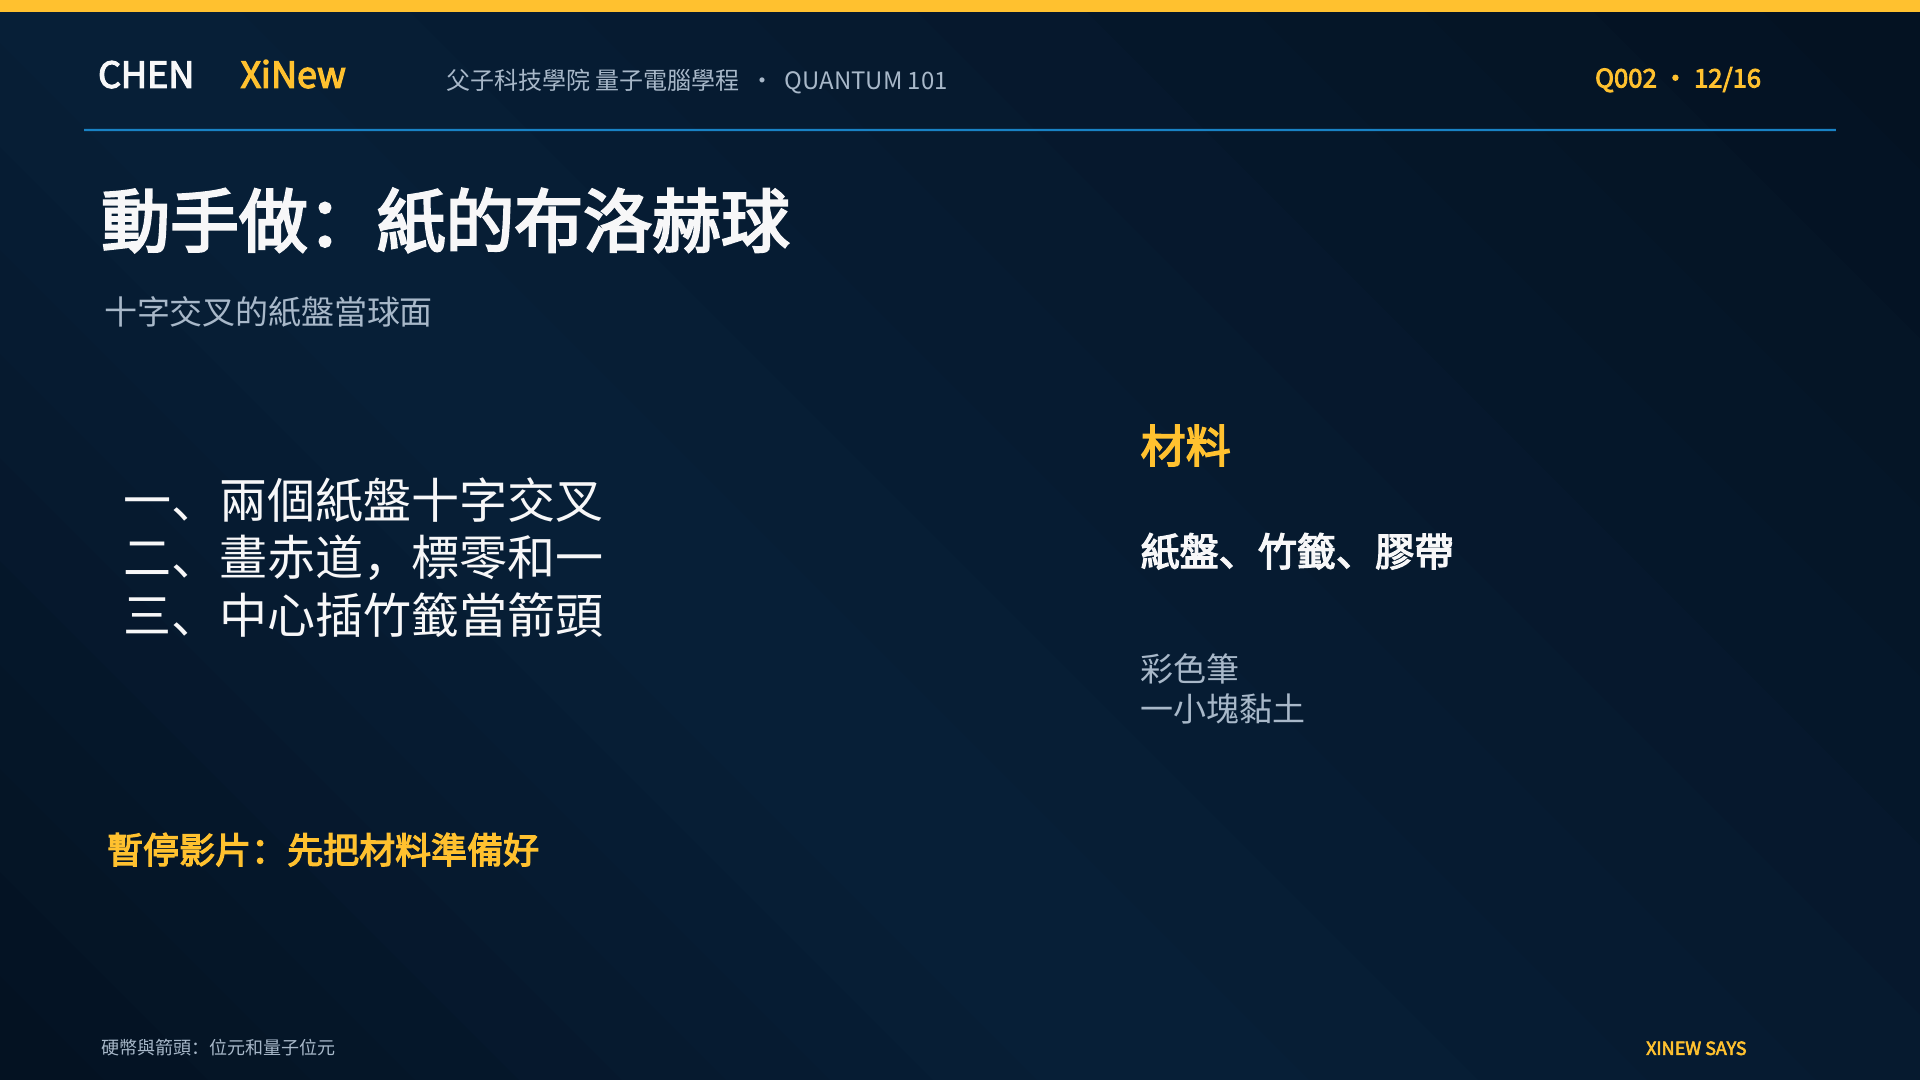 CHEN XiNew 父子科技學院 量子電腦學程 • QUANTUM 101 Q002 • 12/16
動手做：紙的布洛赫球
十字交叉的紙盤當球面
一、兩個紙盤十字交叉
二、畫赤道，標零和一
三、中心插竹籤當箭頭
材料
紙盤、竹籤、膠帶
彩色筆
一小塊黏土
暫停影片：先把材料準備好
硬幣與箭頭：位元和量子位元 XINEW SAYS